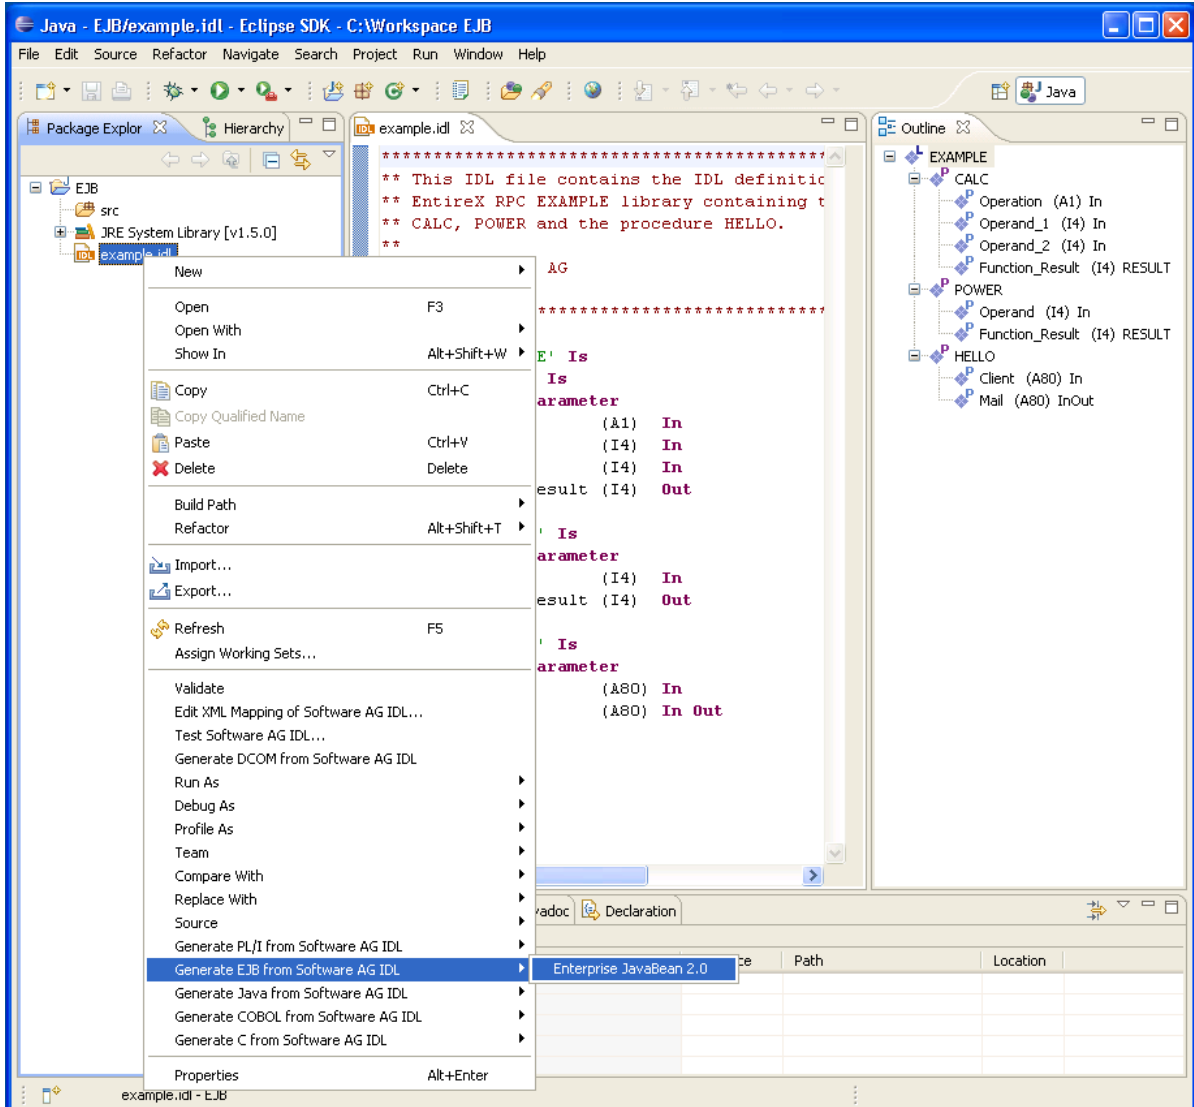 Java - EJB/example.idl - Eclipse SDK - C:\Workspace EJB
File Edit Source Refactor Navigate Search Project Run Window Help
Java
Package Explor
Hierarchy
EJB
src
JRE System Library [v1.5.0]
example.idl
IDL example.idl
********************************************
** This IDL file contains the IDL definitic
** EntireX RPC EXAMPLE library containing t
** CALC, POWER and the procedure HELLO.
**
AG
****************************
E' Is
Is
arameter
(A1) In
(I4) In
(I4) In
esult (I4) Out
' Is
arameter
(I4) In
esult (I4) Out
' Is
arameter
(A80) In
(A80) In Out
Outline
EXAMPLE
CALC
Operation (A1) In
Operand_1 (I4) In
Operand_2 (I4) In
Function_Result (I4) RESULT
POWER
Operand (I4) In
Function_Result (I4) RESULT
HELLO
Client (A80) In
Mail (A80) InOut
New
Open F3
Open With
Show In Alt+Shift+W
Copy Ctrl+C
Copy Qualified Name
Paste Ctrl+V
Delete Delete
Build Path
Refactor Alt+Shift+T
Import...
Export...
Refresh F5
Assign Working Sets...
Validate
Edit XML Mapping of Software AG IDL...
Test Software AG IDL...
Generate DCOM from Software AG IDL
Run As
Debug As
Profile As
Team
Compare With
Replace With
Source
Generate PL/I from Software AG IDL
Generate EJB from Software AG IDL
Enterprise JavaBean 2.0
Generate Java from Software AG IDL
Generate COBOL from Software AG IDL
Generate C from Software AG IDL
Properties Alt+Enter
vadoc
Declaration
ce Path Location
example.idl - EJB